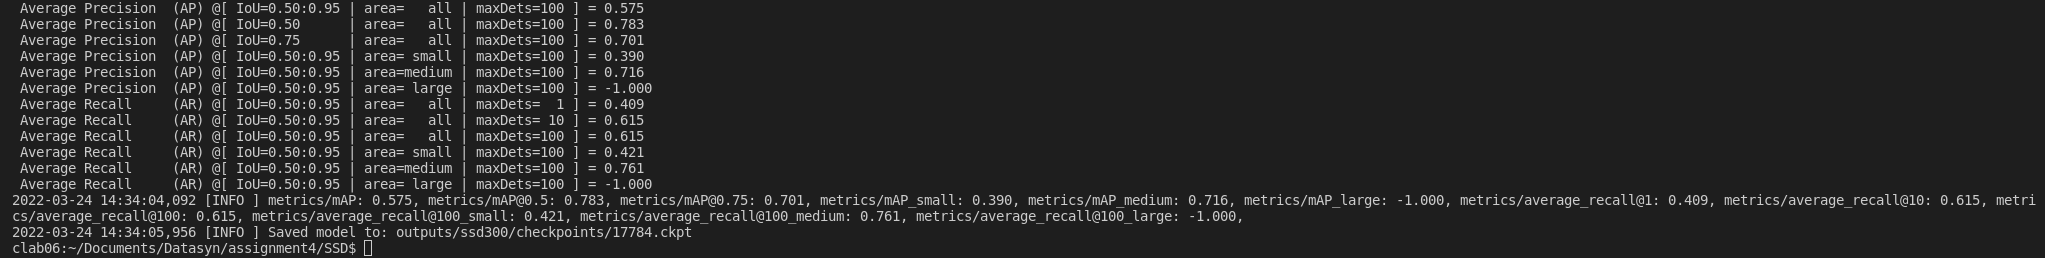 Average Precision  (AP) @[ IoU=0.50:0.95 | area=   all | maxDets=100 ] = 0.575
Average Precision  (AP) @[ IoU=0.50      | area=   all | maxDets=100 ] = 0.783
Average Precision  (AP) @[ IoU=0.75      | area=   all | maxDets=100 ] = 0.701
Average Precision  (AP) @[ IoU=0.50:0.95 | area= small | maxDets=100 ] = 0.390
Average Precision  (AP) @[ IoU=0.50:0.95 | area=medium | maxDets=100 ] = 0.716
Average Precision  (AP) @[ IoU=0.50:0.95 | area= large | maxDets=100 ] = -1.000
Average Recall     (AR) @[ IoU=0.50:0.95 | area=   all | maxDets=  1 ] = 0.409
Average Recall     (AR) @[ IoU=0.50:0.95 | area=   all | maxDets= 10 ] = 0.615
Average Recall     (AR) @[ IoU=0.50:0.95 | area=   all | maxDets=100 ] = 0.615
Average Recall     (AR) @[ IoU=0.50:0.95 | area= small | maxDets=100 ] = 0.421
Average Recall     (AR) @[ IoU=0.50:0.95 | area=medium | maxDets=100 ] = 0.761
Average Recall     (AR) @[ IoU=0.50:0.95 | area= large | maxDets=100 ] = -1.000
2022-03-24 14:34:04,092 [INFO ] metrics/mAP: 0.575, metrics/mAP@0.5: 0.783, metrics/mAP@0.75: 0.701, metrics/mAP_small: 0.390, metrics/mAP_medium: 0.716, metrics/mAP_large: -1.000, metrics/average_recall@1: 0.409, metrics/average_recall@10: 0.615, metri
cs/average_recall@100: 0.615, metrics/average_recall@100_small: 0.421, metrics/average_recall@100_medium: 0.761, metrics/average_recall@100_large: -1.000,
2022-03-24 14:34:05,956 [INFO ] Saved model to: outputs/ssd300/checkpoints/17784.ckpt
clab06:~/Documents/Datasyn/assignment4/SSD$